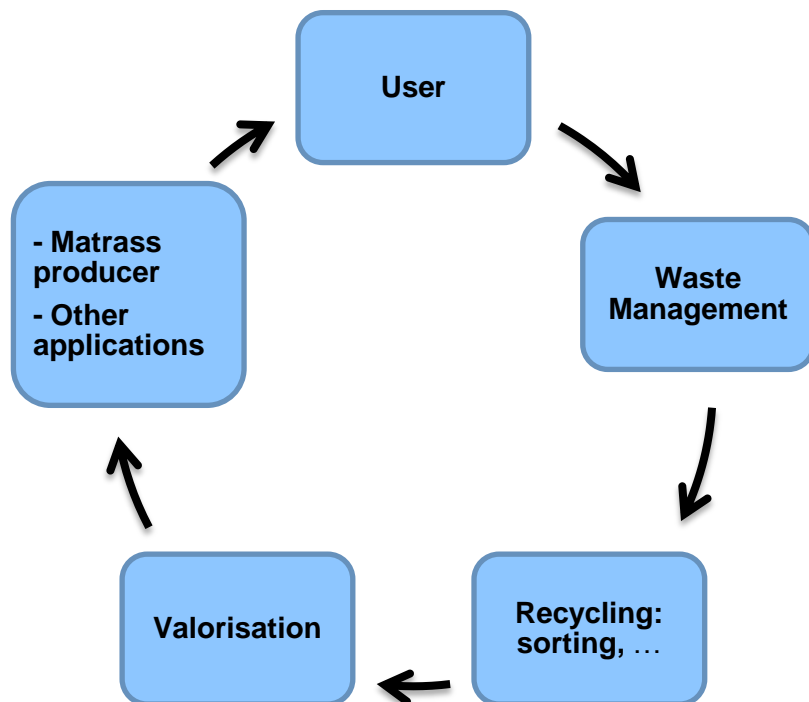 User
Waste
Management
Recycling:
sorting, …
Valorisation
- Matrass
producer
- Other
applications